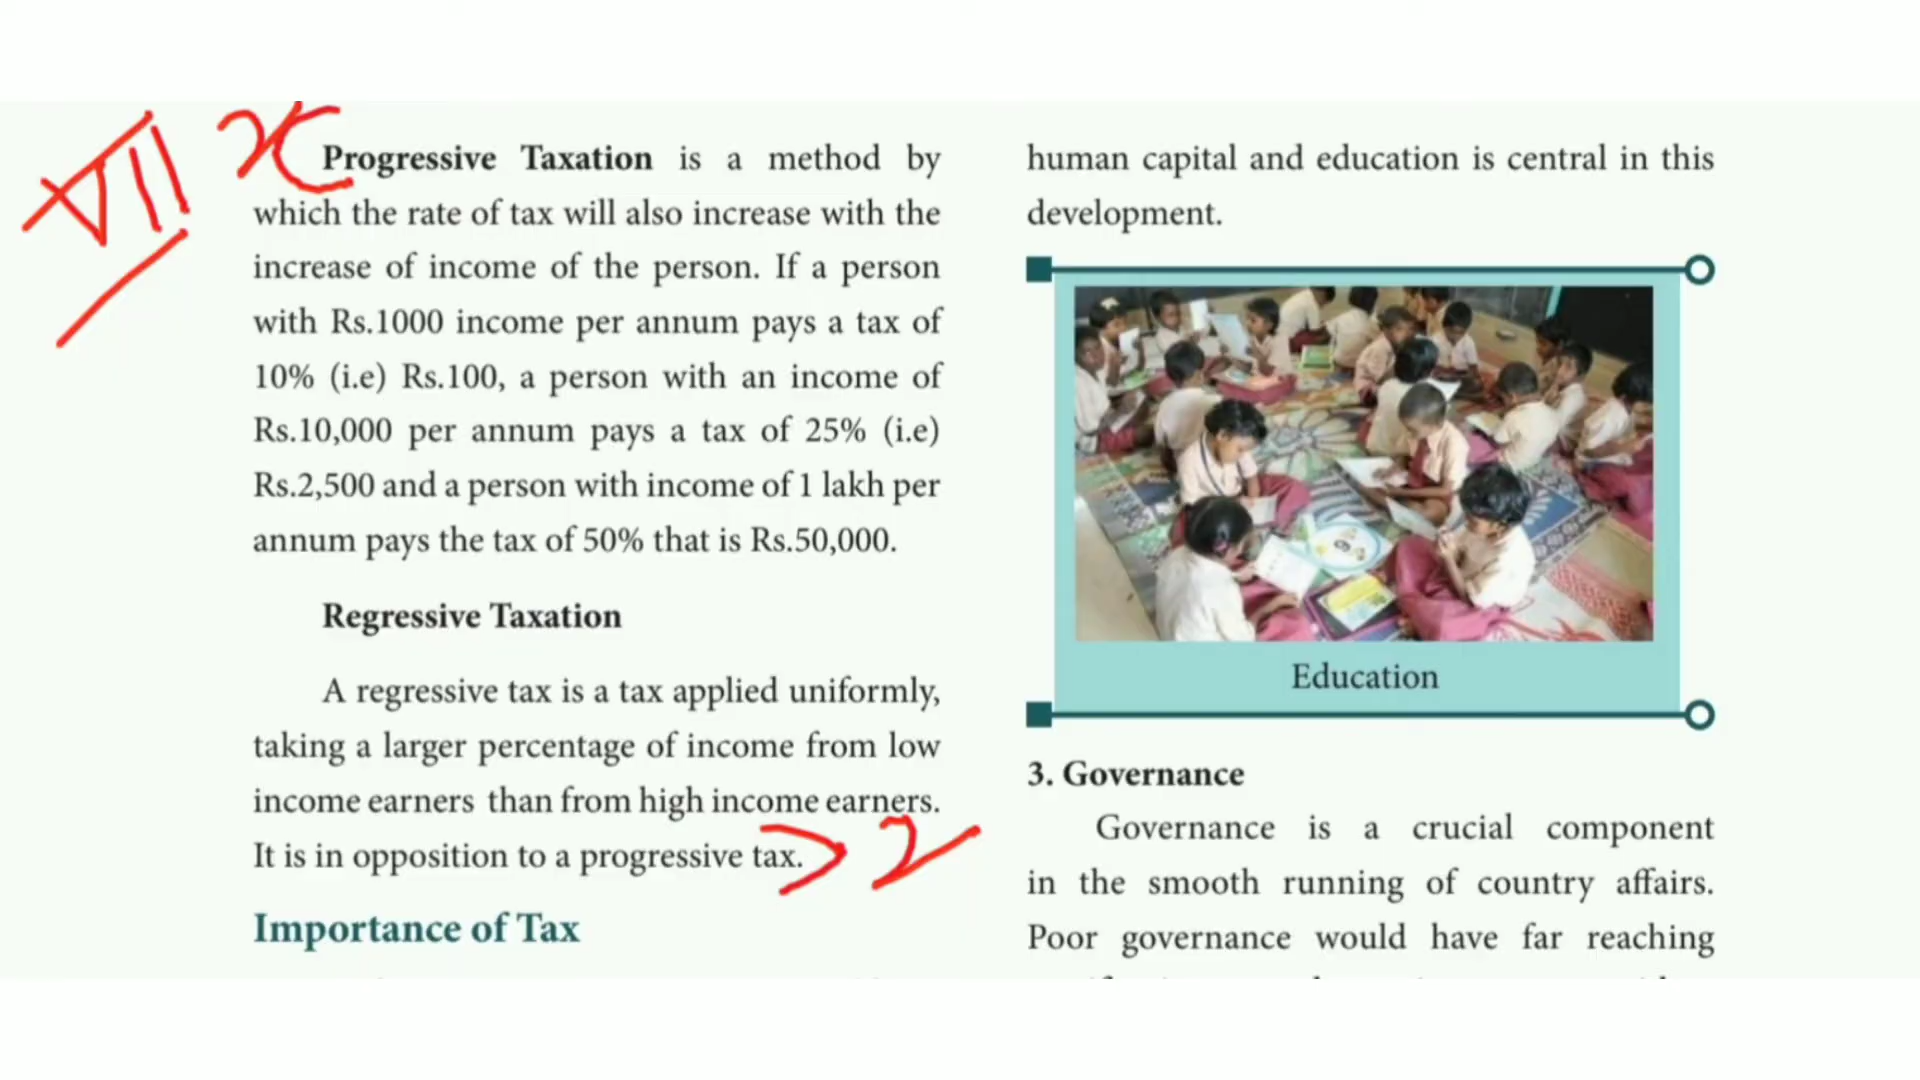 VII
Progressive Taxation is a method by
which the rate of tax will also increase with the
increase of income of the person. If a person
with Rs.1000 income per annum pays a tax of
10% (i.e) Rs.100, a person with an income of
Rs.10,000 per annum pays a tax of 25% (i.e)
Rs.2,500 and a person with income of 1 lakh per
annum pays the tax of 50% that is Rs.50,000.
Regressive Taxation
A regressive tax is a tax applied uniformly,
taking a larger percentage of income from low
income earners than from high income earners.
It is in opposition to a progressive tax.
2
Importance of Tax
human capital and education is central in this
development.
Education
3. Governance
Governance is a crucial component
in the smooth running of country affairs.
Poor governance would have far reaching